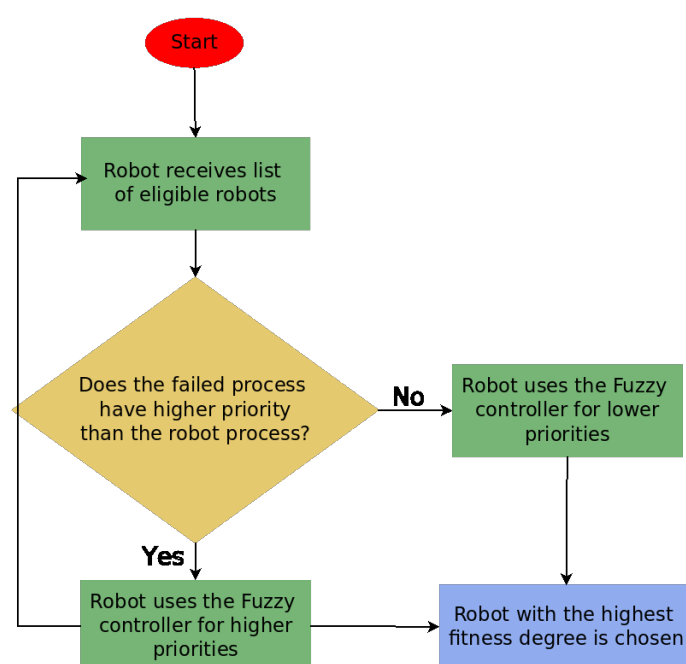 Start
Robot receives list
of eligible robots
Does the failed process
have higher priority
than the robot process?
No
Robot uses the Fuzzy
controller for lower
priorities
Yes
Robot uses the Fuzzy
controller for higher
priorities
Robot with the highest
fitness degree is chosen